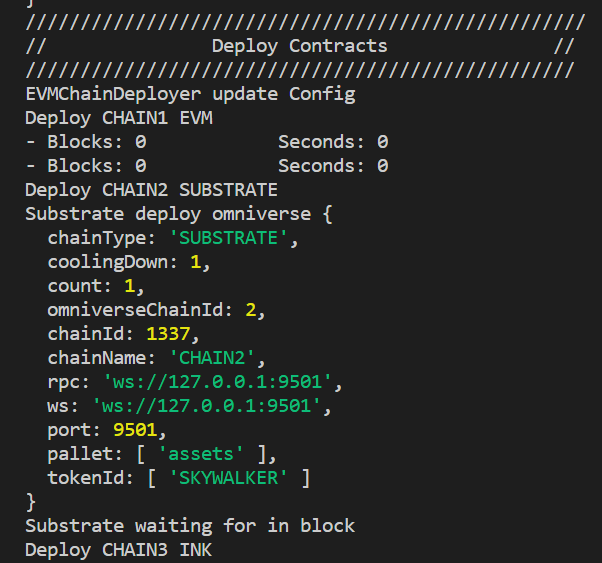 }
///////////////////////////////////////////////////
//               Deploy Contracts               //
//////////////////////////////////////////////////
EVMChainDeployer update Config
Deploy CHAIN1 EVM
- Blocks: 0            Seconds: 0
- Blocks: 0            Seconds: 0
Deploy CHAIN2 SUBSTRATE
Substrate deploy omniverse {
  chainType: 'SUBSTRATE',
  coolingDown: 1,
  count: 1,
  omniverseChainId: 2,
  chainId: 1337,
  chainName: 'CHAIN2',
  rpc: 'ws://127.0.0.1:9501',
  ws: 'ws://127.0.0.1:9501',
  port: 9501,
  pallet: [ 'assets' ],
  tokenId: [ 'SKYWALKER' ]
}
Substrate waiting for in block
Deploy CHAIN3 INK